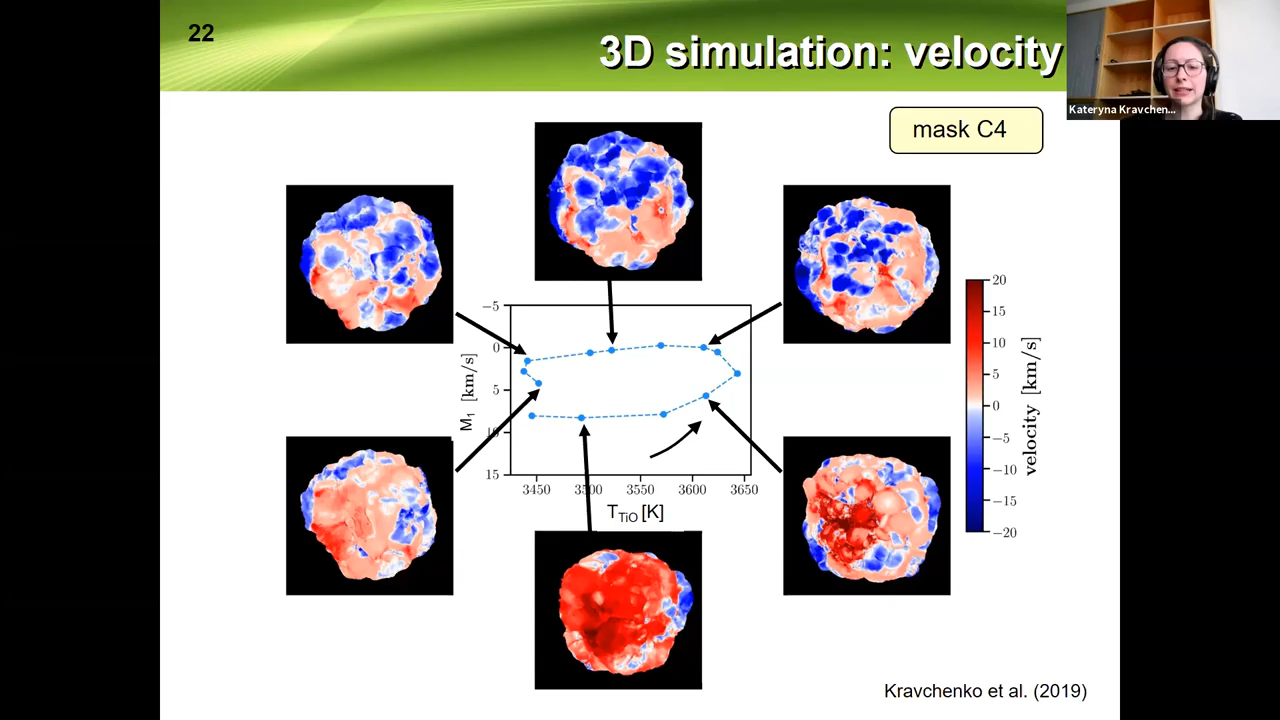 22
3D simulation: velocity
Kateryna Kravchen...
mask C4
−5
0
5
10
15
M1 [km/s]
3450
3500
3550
3600
3650
TTiO [K]
20
15
10
5
0
−5
−10
−15
−20
velocity [km/s]
Kravchenko et al. (2019)